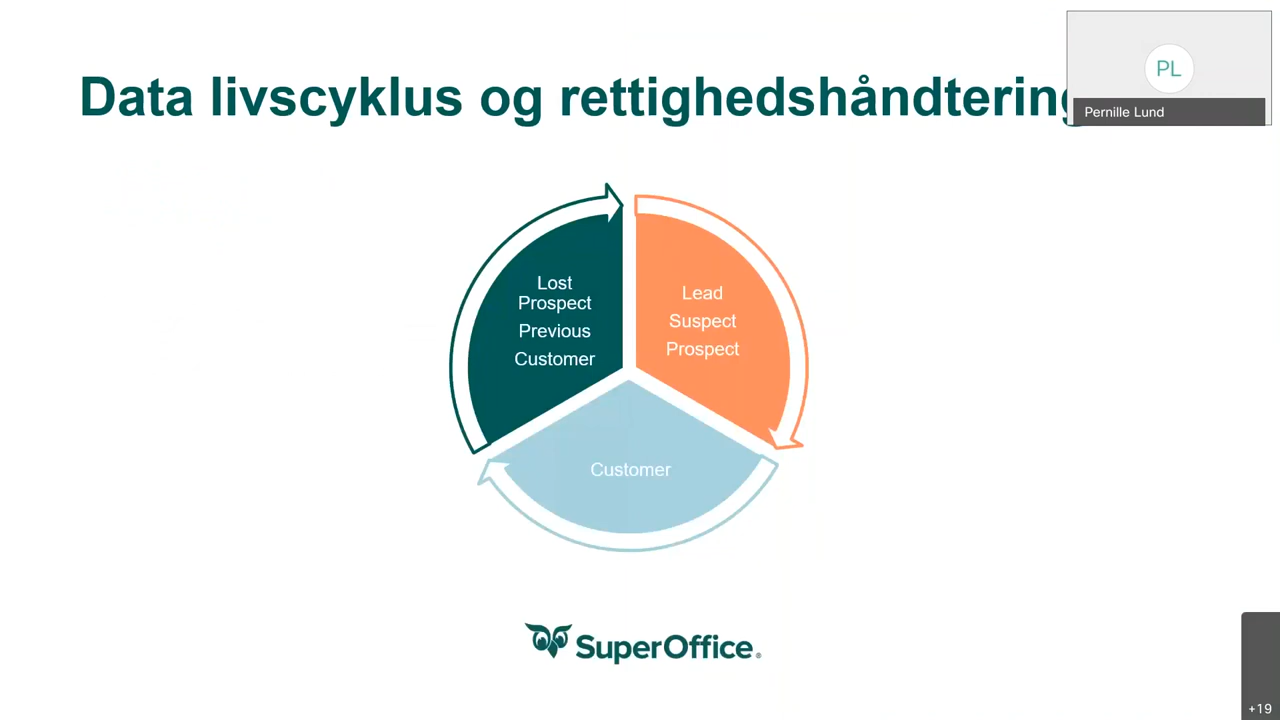 Data livscyklus og rettighedshåndtering
PL
Pernille Lund
Lost
Prospect
Previous
Customer
Lead
Suspect
Prospect
Customer
SuperOffice®
+19